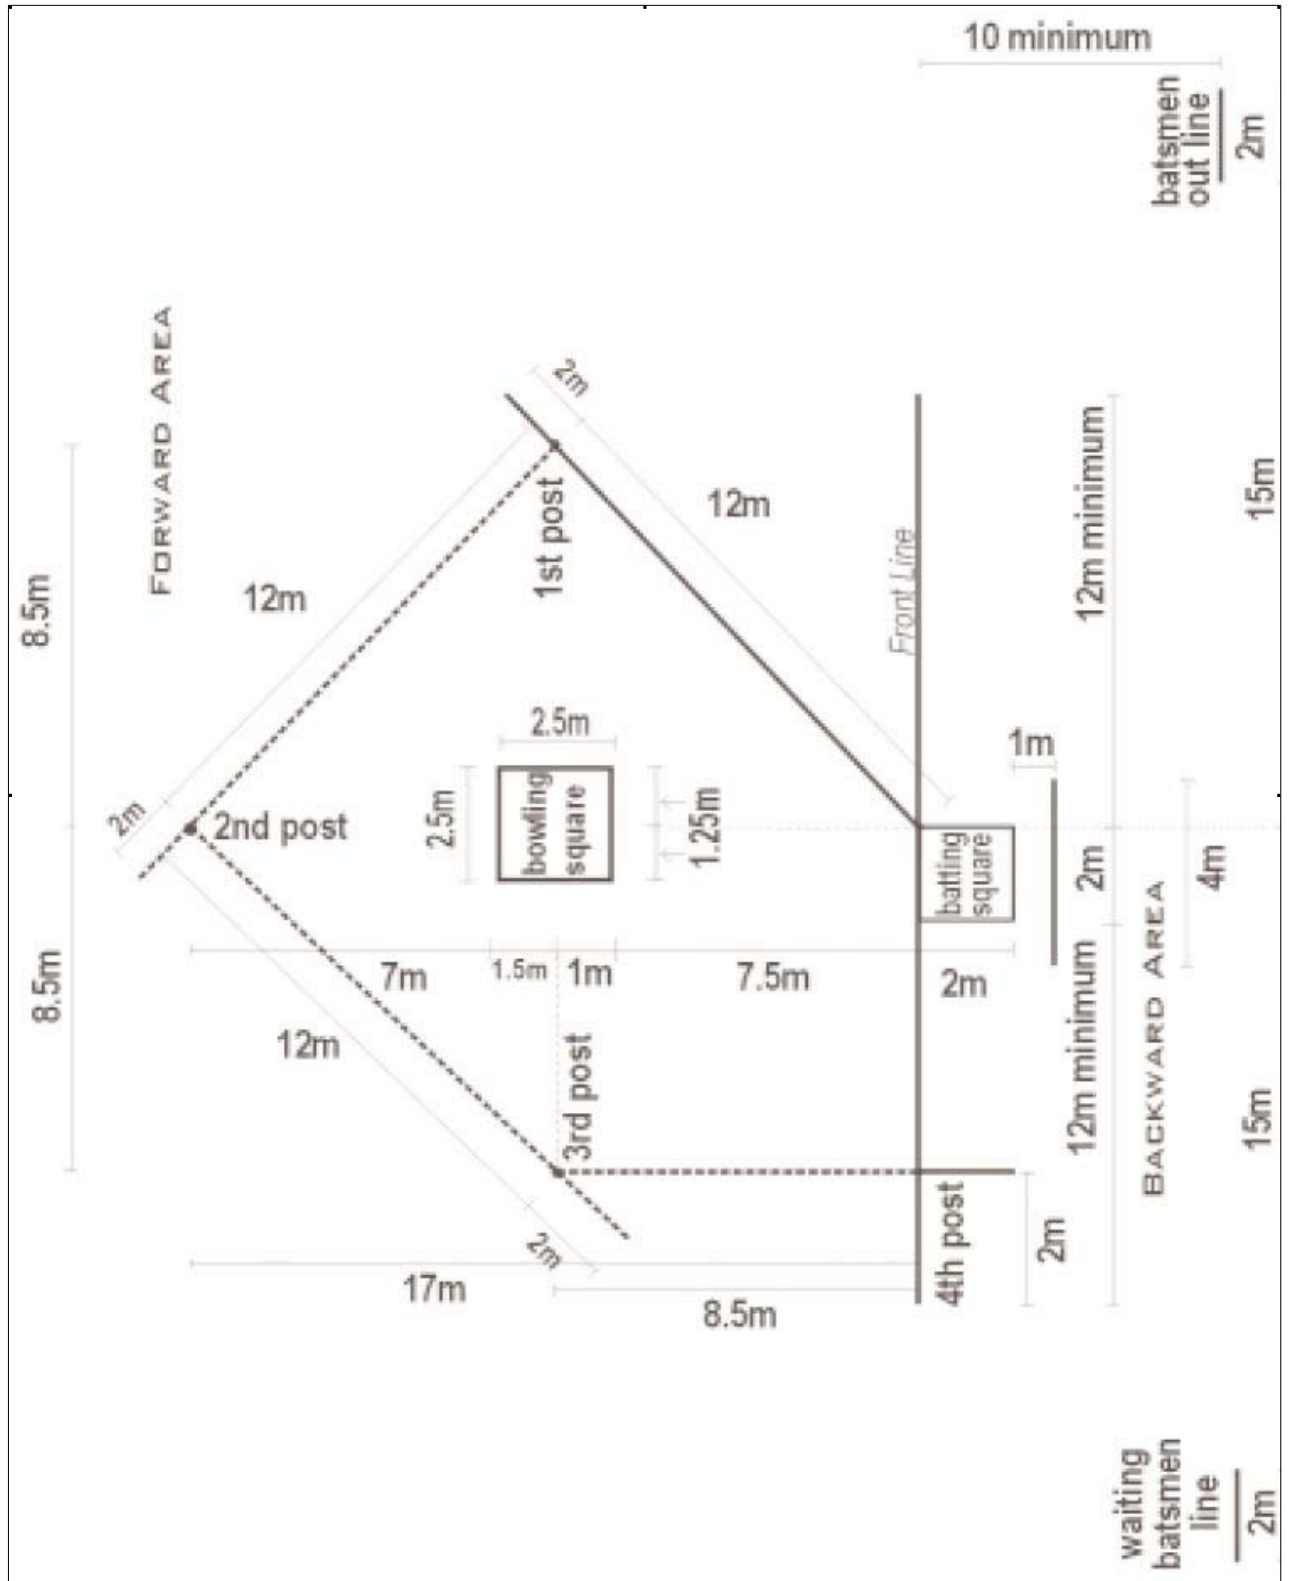 10 minimum
batsmen
out line
2m
FORWARD AREA
2m
12m
12m minimum
15m
1st post
Front Line
12m
8.5m
2.5m
1m
bowling
square
2.5m
1.25m
2m
2nd post
batting
square
2m
4m
BACKWARD AREA
7m
1.5m
1m
7.5m
2m
8.5m
12m
3rd post
12m minimum
15m
4th post
2m
2m
17m
8.5m
waiting
batsmen
line
2m